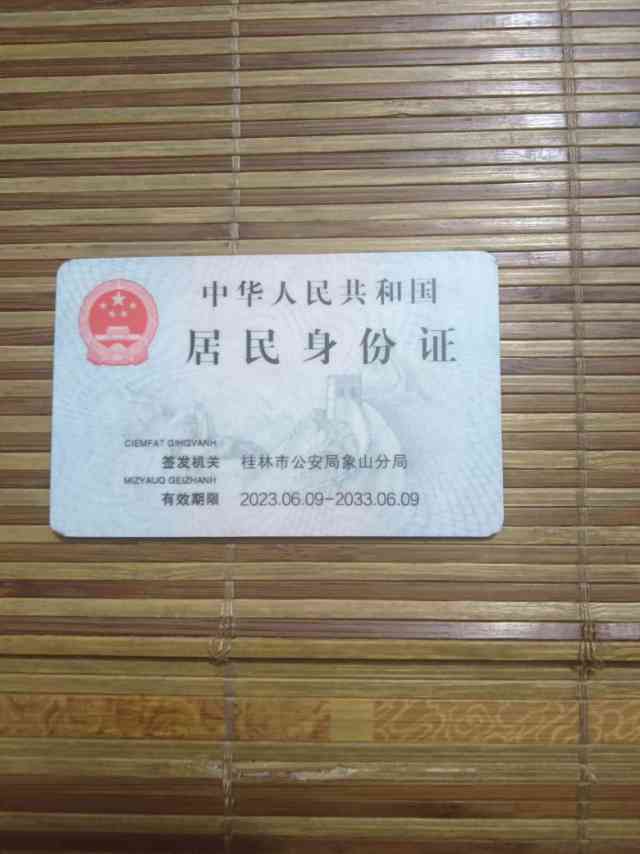 中华人民共和国
居民身份证
CIEMFAT GIHGVANH
签发机关 桂林市公安局象山分局
MIZYAUQ GEIZHANH
有效期限 2023.06.09-2033.06.09